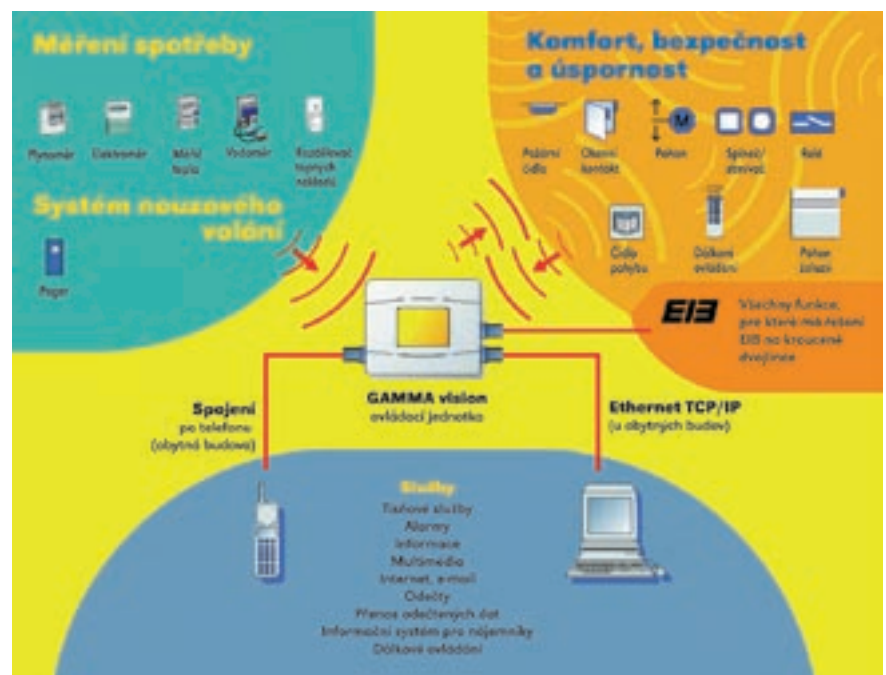 Měření spotřeby
Plynoměr
Elektroměr
Měřič
tepla
Vodoměr
Rozdělovač
topných
nákladů
Systém nouzového
volání
Pager
Komfort, bezpečnost
a úspornost
Požární
čidlo
Okenní
kontakt
M
Pohon
Spínač/
stmívač
Relé
Čidlo
pohybu
Dálkové
ovládání
Pohon
žaluzií
EIB
Všechny funkce,
pro které má řešení
EIB na kroucené
dvojlince
GAMMA vision
ovládací jednotka
Spojení
po telefonu
(obytná budova)
Ethernet TCP/IP
(u obytných budov)
Služby
Tísňové služby
Alarmy
Informace
Multimédia
Internet, e-mail
Odečty
Přenos odečtených dat
Informační systém pro nájemníky
Dálkové ovládání